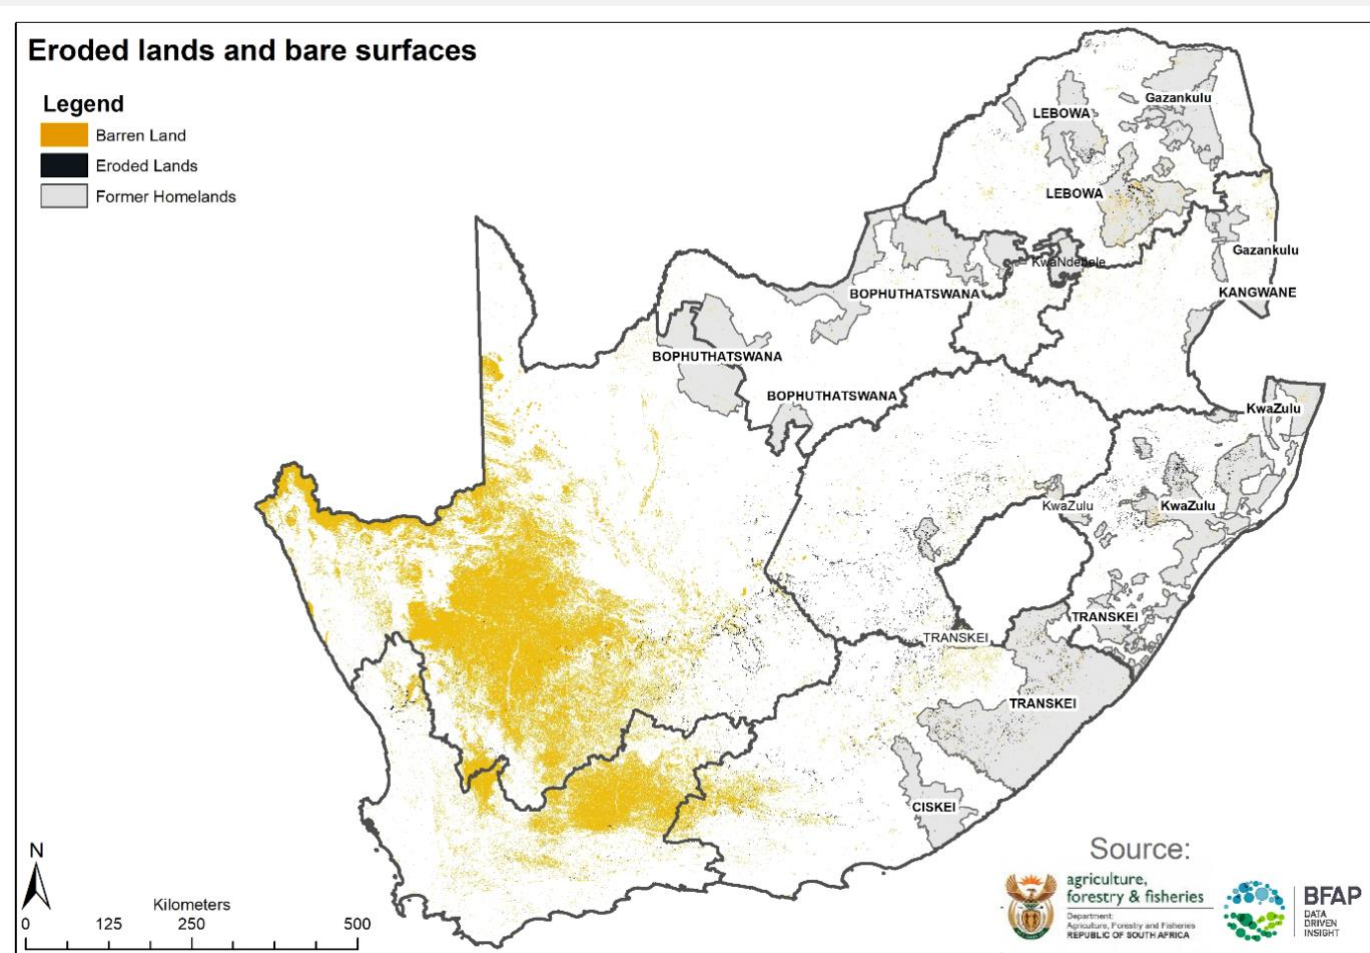 Eroded lands and bare surfaces
Legend
Barren Land
Eroded Lands
Former Homelands
LEBOWA
Gazankulu
LEBOWA
Gazankulu
KwaNdebele
KANGWANE
BOPHUTHATSWANA
BOPHUTHATSWANA
BOPHUTHATSWANA
KwaZulu
KwaZulu
KwaZulu
TRANSKEI
TRANSKEI
TRANSKEI
CISKEI
N
Kilometers
0 125 250 500
Source:
agriculture,
forestry & fisheries
Department:
Agriculture, Forestry and Fisheries
REPUBLIC OF SOUTH AFRICA
BFAP
DATA
DRIVEN
INSIGHT